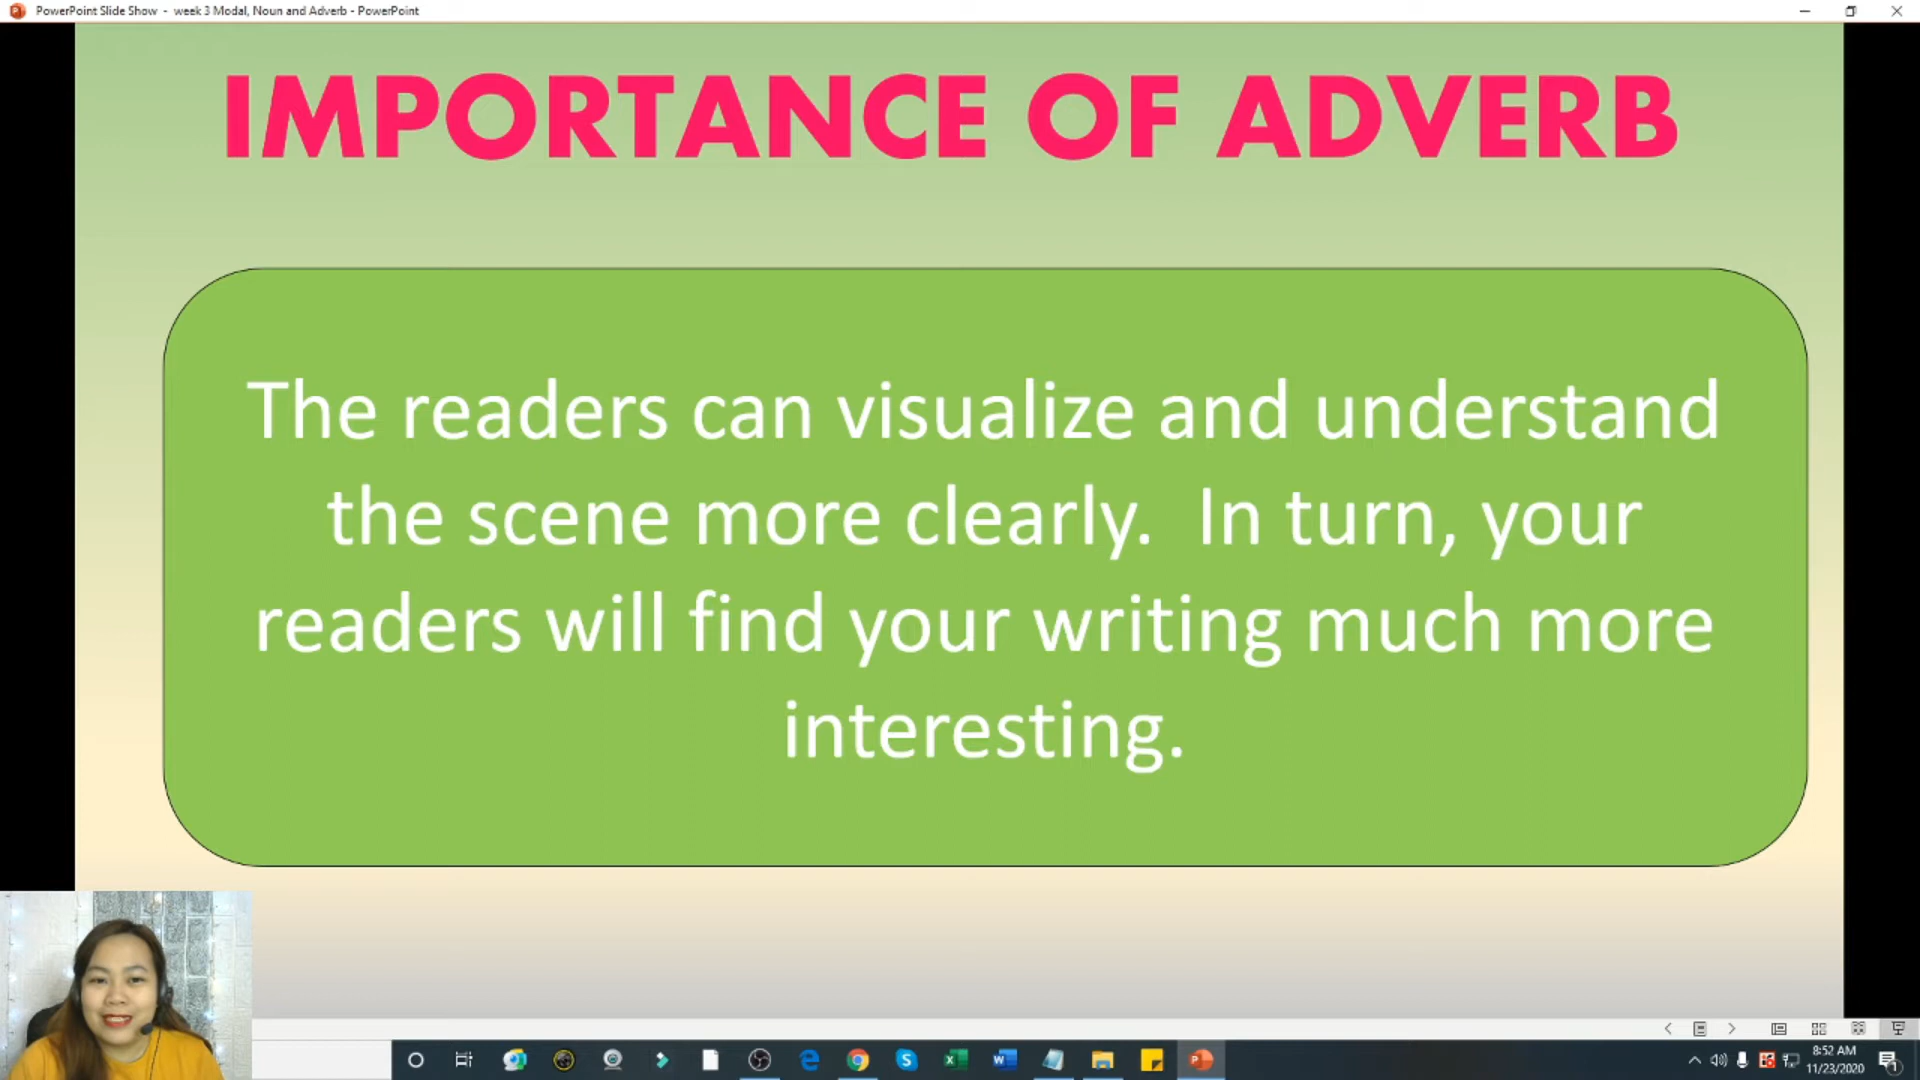 PowerPoint Slide Show - week 3 Modal, Noun and Adverb - PowerPoint
IMPORTANCE OF ADVERB
The readers can visualize and understand
the scene more clearly.  In turn, your
readers will find your writing much more
interesting.
8:52 AM
11/23/2020